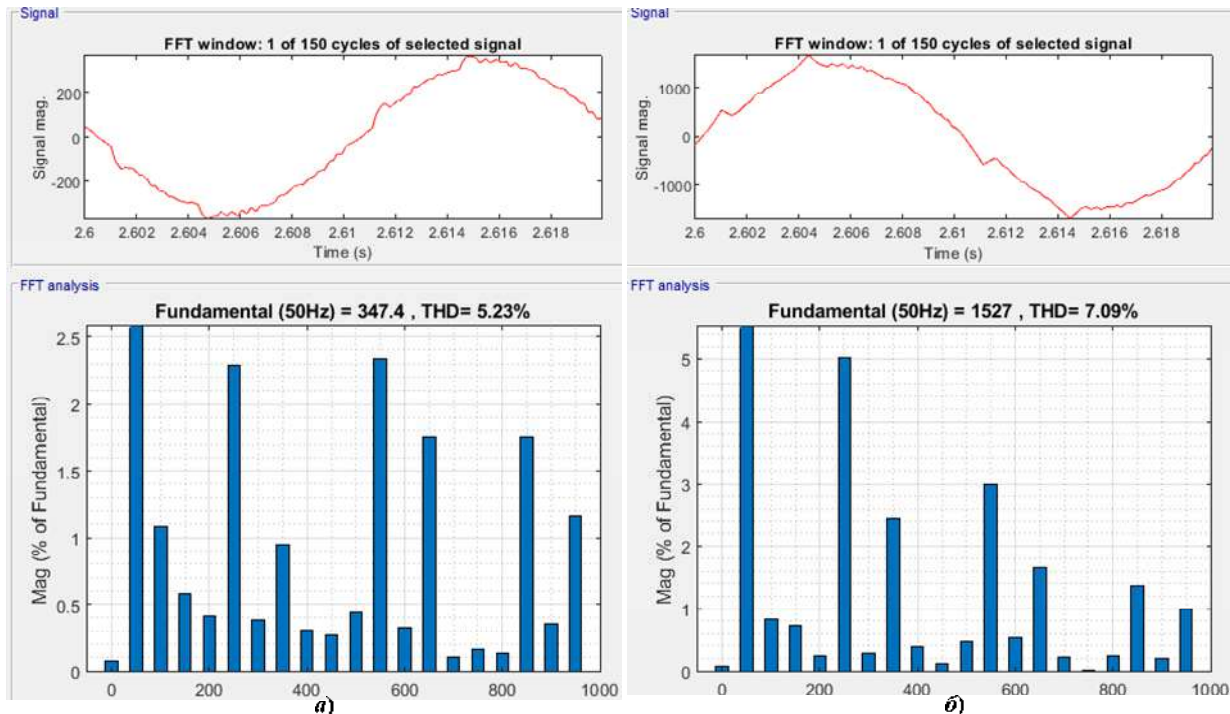 Signal
FFT window: 1 of 150 cycles of selected signal
Signal mag.
200
0
-200
2.6 2.602 2.604 2.606 2.608 2.61 2.612 2.614 2.616 2.618
Time (s)
FFT analysis
Fundamental (50Hz) = 347.4 , THD= 5.23%
Mag (% of Fundamental)
2.5
2
1.5
1
0.5
0
0 200 400 600 800 1000
а)
Signal
FFT window: 1 of 150 cycles of selected signal
Signal mag.
1000
0
-1000
2.6 2.602 2.604 2.606 2.608 2.61 2.612 2.614 2.616 2.618
Time (s)
FFT analysis
Fundamental (50Hz) = 1527 , THD= 7.09%
Mag (% of Fundamental)
5
4
3
2
1
0
0 200 400 600 800 1000
б)